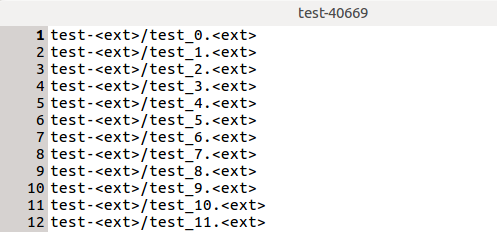 test-40669
1 test-<ext>/test_0.<ext>
2 test-<ext>/test_1.<ext>
3 test-<ext>/test_2.<ext>
4 test-<ext>/test_3.<ext>
5 test-<ext>/test_4.<ext>
6 test-<ext>/test_5.<ext>
7 test-<ext>/test_6.<ext>
8 test-<ext>/test_7.<ext>
9 test-<ext>/test_8.<ext>
10 test-<ext>/test_9.<ext>
11 test-<ext>/test_10.<ext>
12 test-<ext>/test_11.<ext>